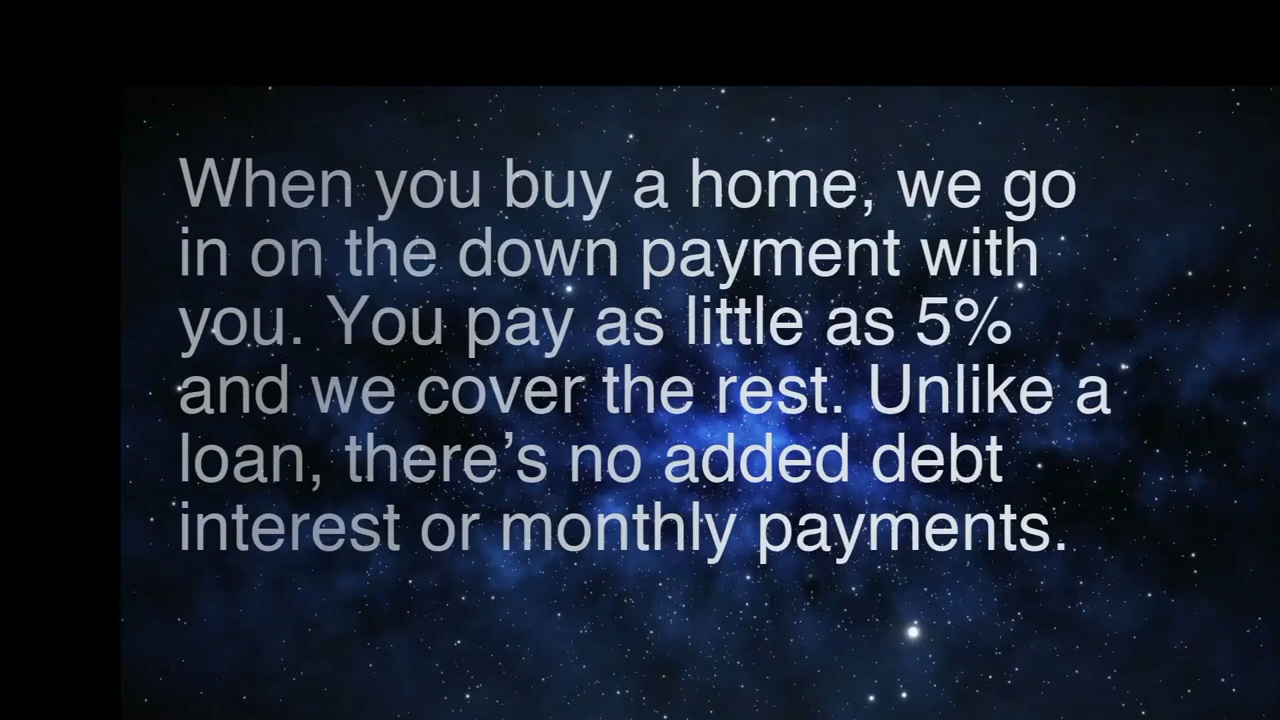 When you buy a home, we go
in on the down payment with
you. You pay as little as 5%
and we cover the rest. Unlike a
loan, there’s no added debt
interest or monthly payments.